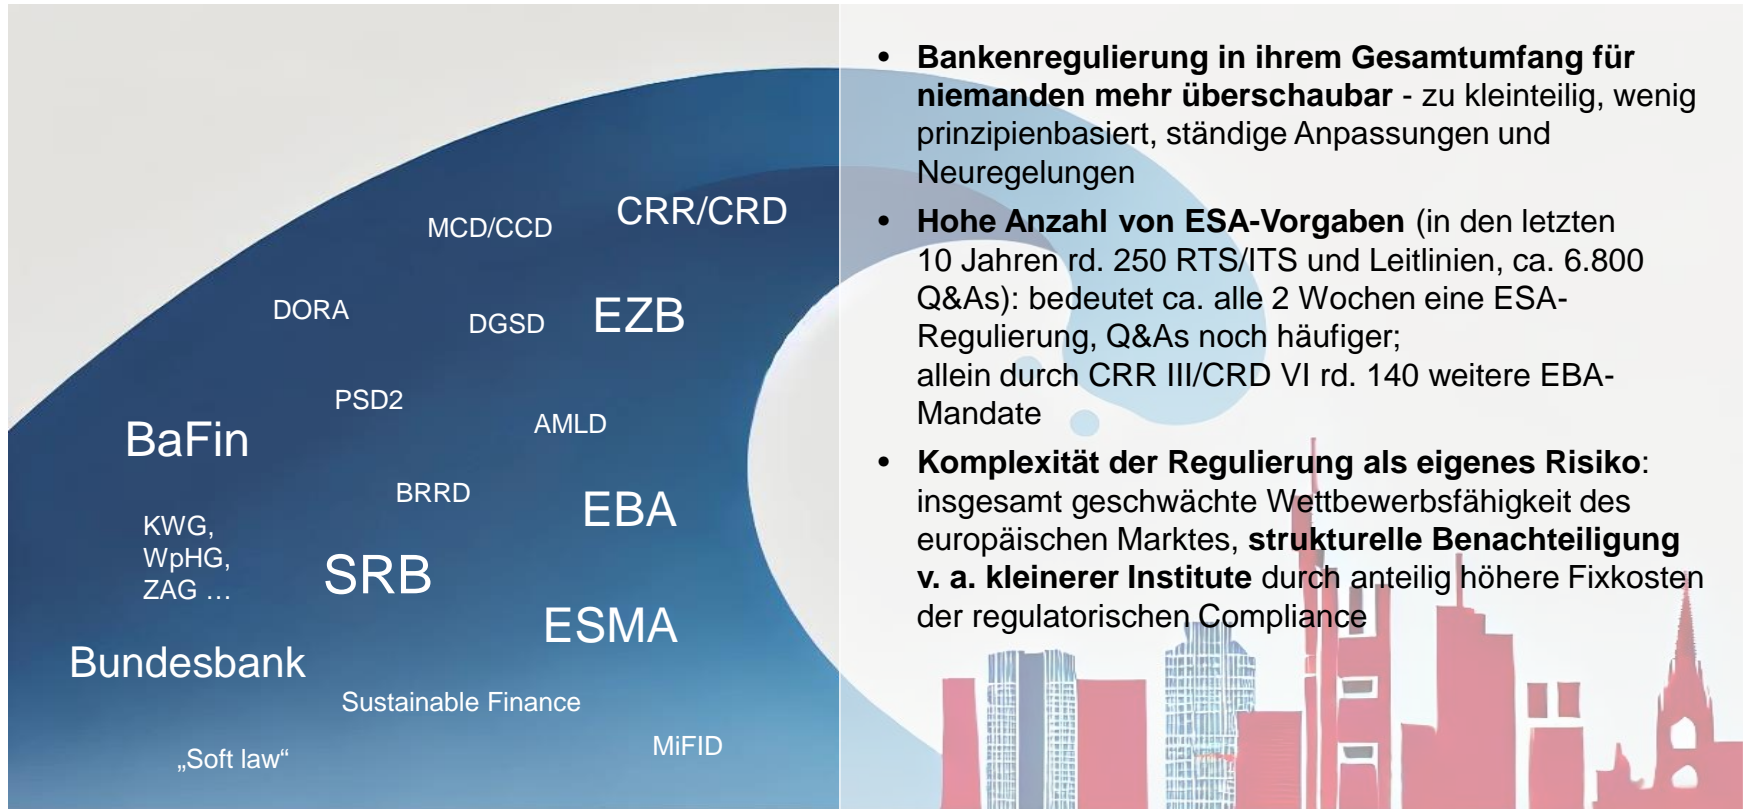 CRR/CRD
MCD/CCD
DORA
DGSD
EZB
PSD2
AMLD
BaFin
BRRD
EBA
KWG,
WpHG,
ZAG …
SRB
ESMA
Bundesbank
Sustainable Finance
MiFID
„Soft law“
• Bankenregulierung in ihrem Gesamtumfang für
niemanden mehr überschaubar - zu kleinteilig, wenig
prinzipienbasiert, ständige Anpassungen und
Neuregelungen
• Hohe Anzahl von ESA-Vorgaben (in den letzten
10 Jahren rd. 250 RTS/ITS und Leitlinien, ca. 6.800
Q&As): bedeutet ca. alle 2 Wochen eine ESA-
Regulierung, Q&As noch häufiger;
allein durch CRR III/CRD VI rd. 140 weitere EBA-
Mandate
• Komplexität der Regulierung als eigenes Risiko:
insgesamt geschwächte Wettbewerbsfähigkeit des
europäischen Marktes, strukturelle Benachteiligung
v. a. kleinerer Institute durch anteilig höhere Fixkosten
der regulatorischen Compliance